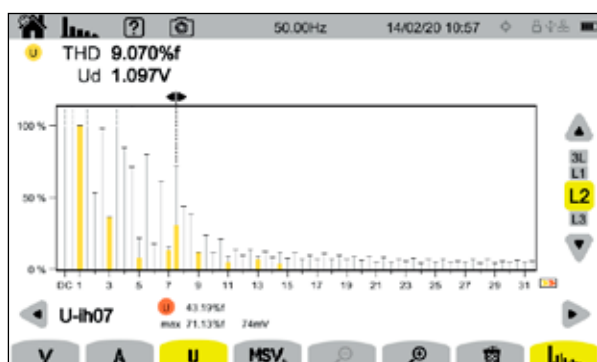 ? 50.00Hz 14/02/20 10:57
U THD 9.070%f
Ud 1.097V
100 %
50 %
0 %
DC 1 3 5 7 9 11 13 15 17 19 21 23 25 27 29 31
3L
L1
L2
L3
U-ih07 U 43.19%f
max 71.13%f 74mV
V A U MSV